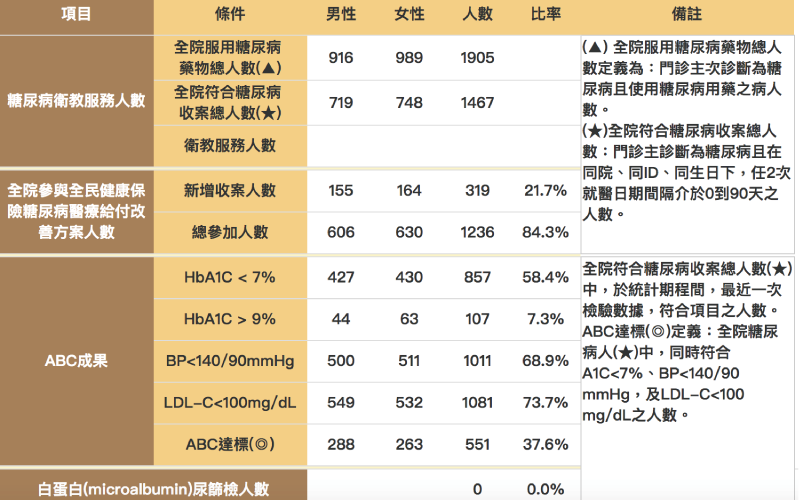 項目 條件 男性 女性 人數 比率 備註
糖尿病衛教服務人數
全院服用糖尿病
藥物總人數(▲) 916 989 1905
全院符合糖尿病
收案總人數(★) 719 748 1467
衛教服務人數
(▲) 全院服用糖尿病藥物總人
數定義為：門診主次診斷為糖
尿病且使用糖尿病用藥之病人
數。
(★)全院符合糖尿病收案總人
數：門診主診斷為糖尿病且在
同院、同ID、同生日下，任2次
就醫日期間隔介於0到90天之
人數。
全院參與全民健康保
險糖尿病醫療給付改
善方案人數
新增收案人數 155 164 319 21.7%
總參加人數 606 630 1236 84.3%
ABC成果
HbA1C < 7% 427 430 857 58.4%
HbA1C > 9% 44 63 107 7.3%
BP<140/90mmHg 500 511 1011 68.9%
LDL-C<100mg/dL 549 532 1081 73.7%
ABC達標(◎) 288 263 551 37.6%
全院符合糖尿病收案總人數(★)
中，於統計期程間，最近一次
檢驗數據，符合項目之人數。
ABC達標(◎)定義：全院糖尿
病人(★)中，同時符合
A1C<7%、BP<140/90
mmHg，及LDL-C<100
mg/dL之人數。
白蛋白(microalbumin)尿篩檢人數 0 0.0%